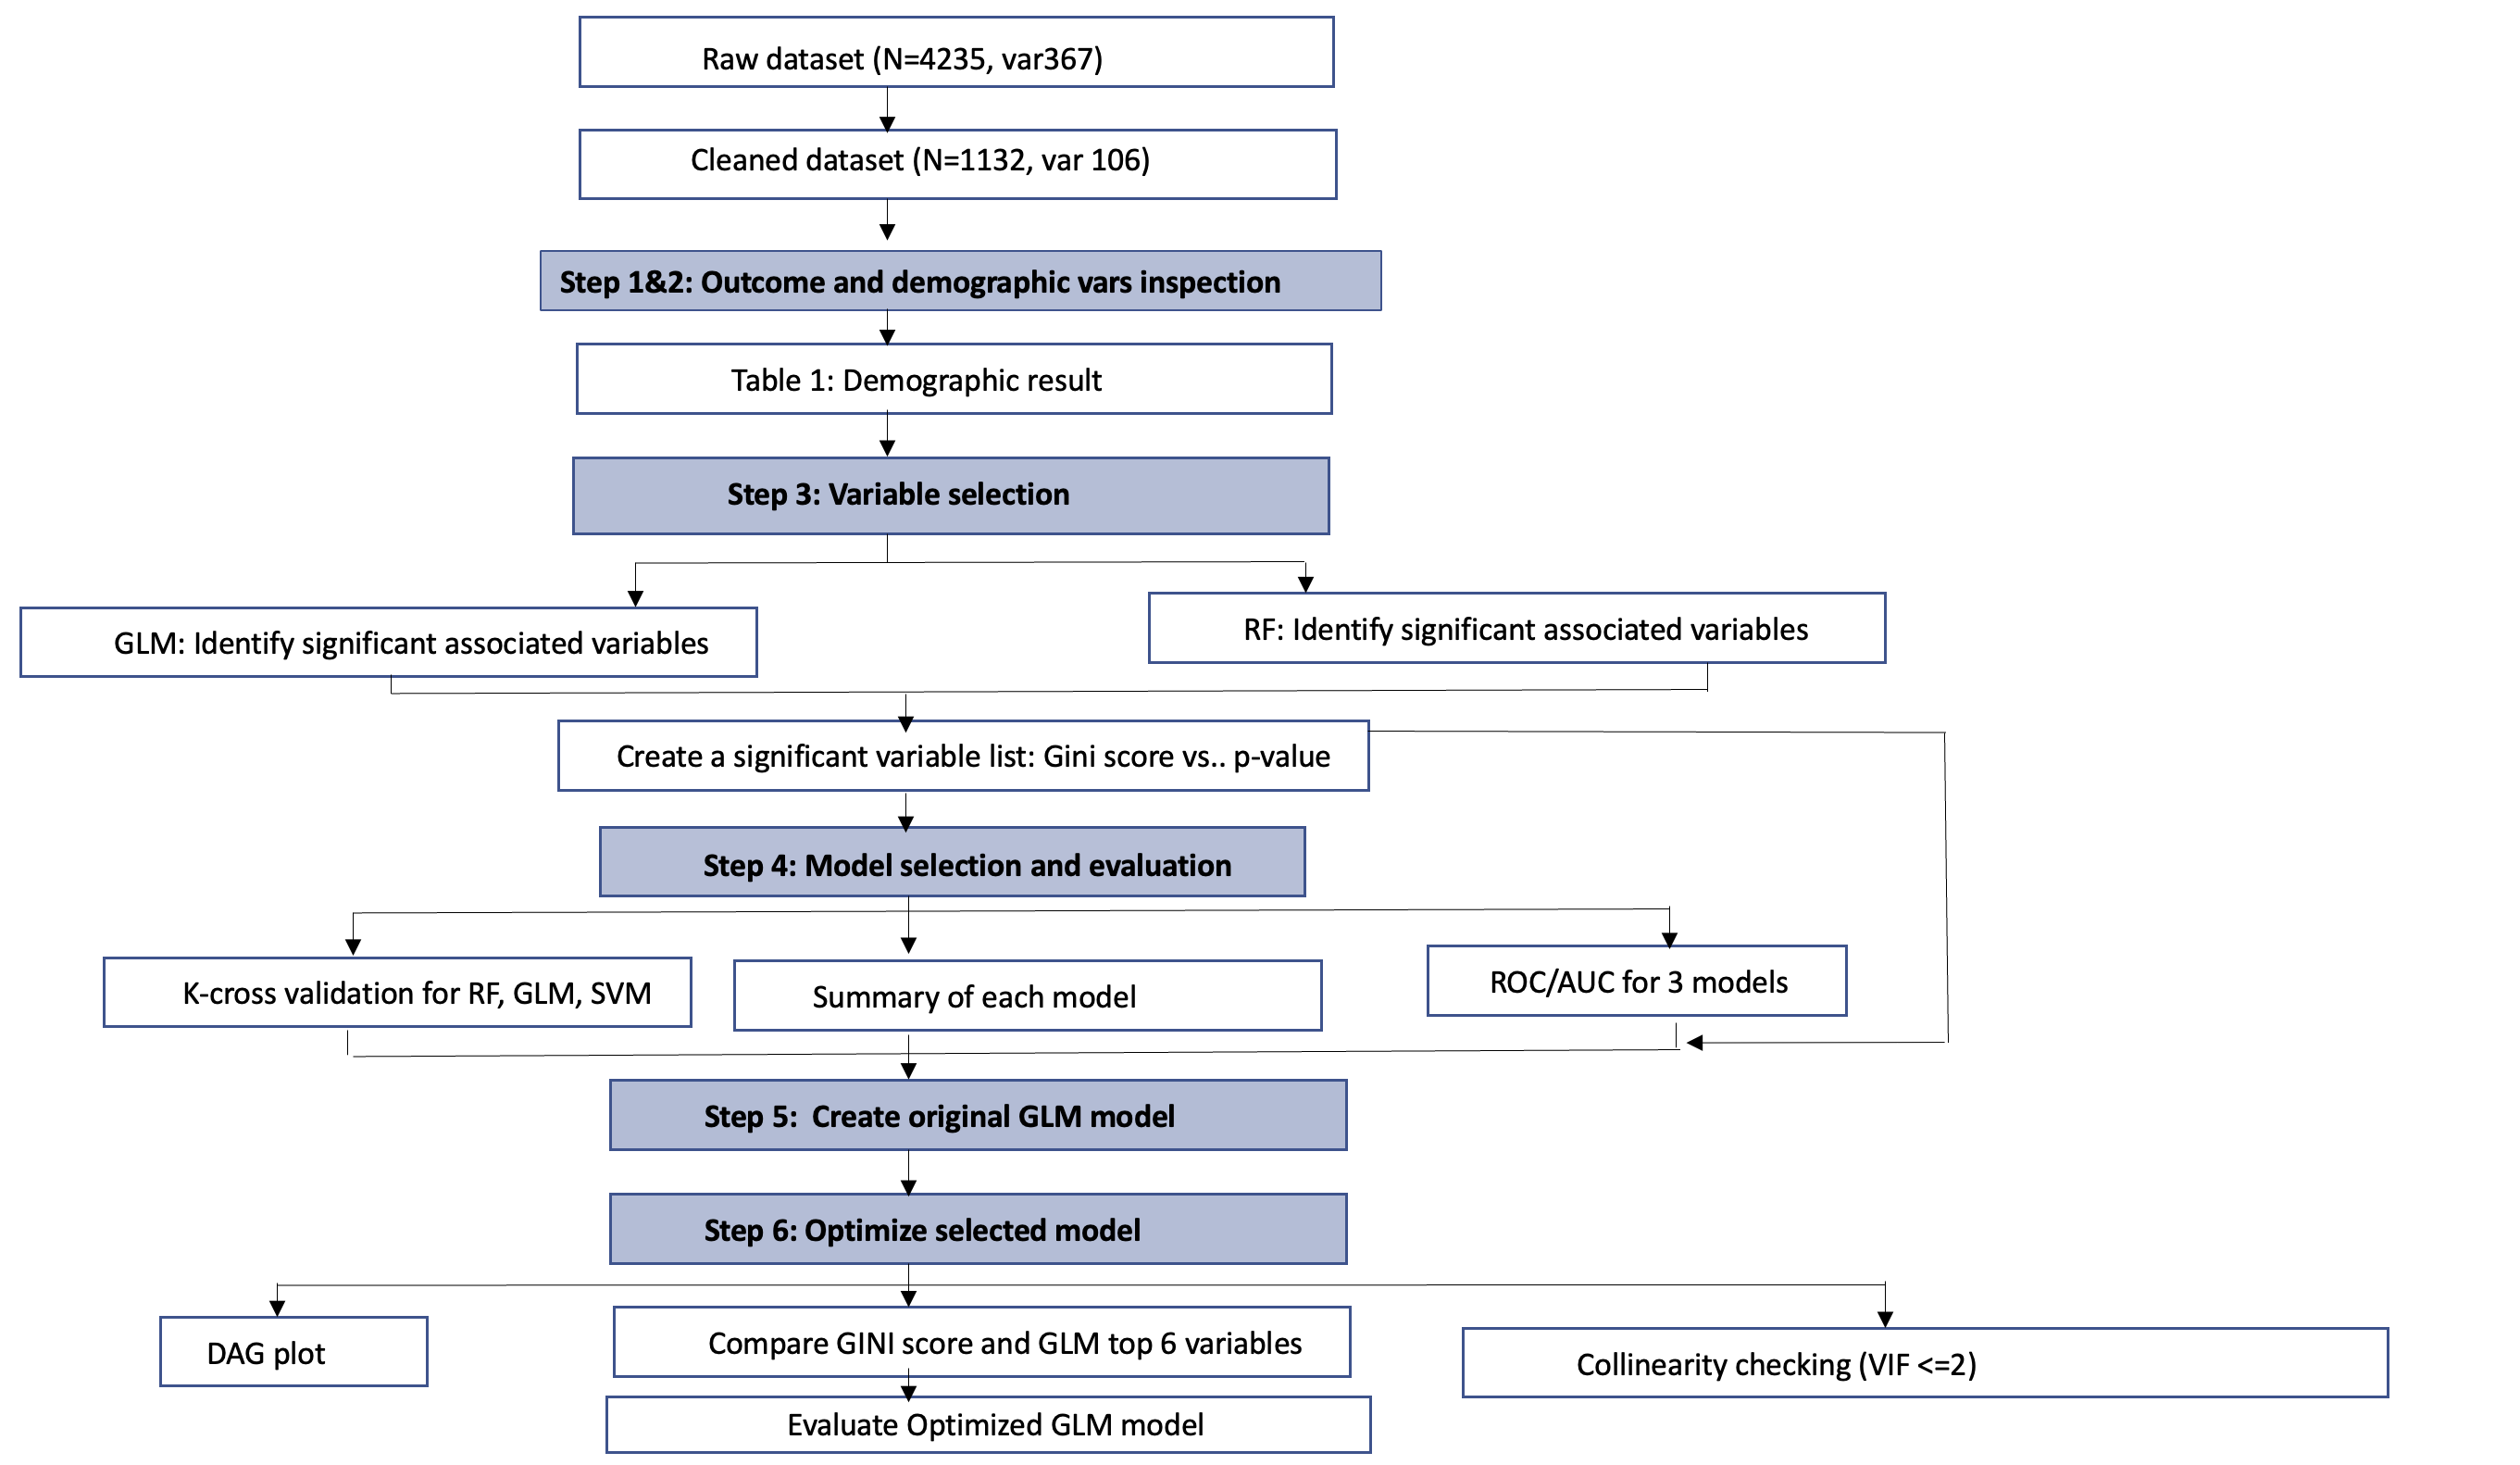 Raw dataset (N=4235, var367)
Cleaned dataset (N=1132, var 106)
Step 1&2: Outcome and demographic vars inspection
Table 1: Demographic result
Step 3: Variable selection
GLM: Identify significant associated variables
RF: Identify significant associated variables
Create a significant variable list: Gini score vs.. p-value
Step 4: Model selection and evaluation
K-cross validation for RF, GLM, SVM
Summary of each model
ROC/AUC for 3 models
Step 5:  Create original GLM model
Step 6: Optimize selected model
DAG plot
Compare GINI score and GLM top 6 variables
Collinearity checking (VIF <=2)
Evaluate Optimized GLM model